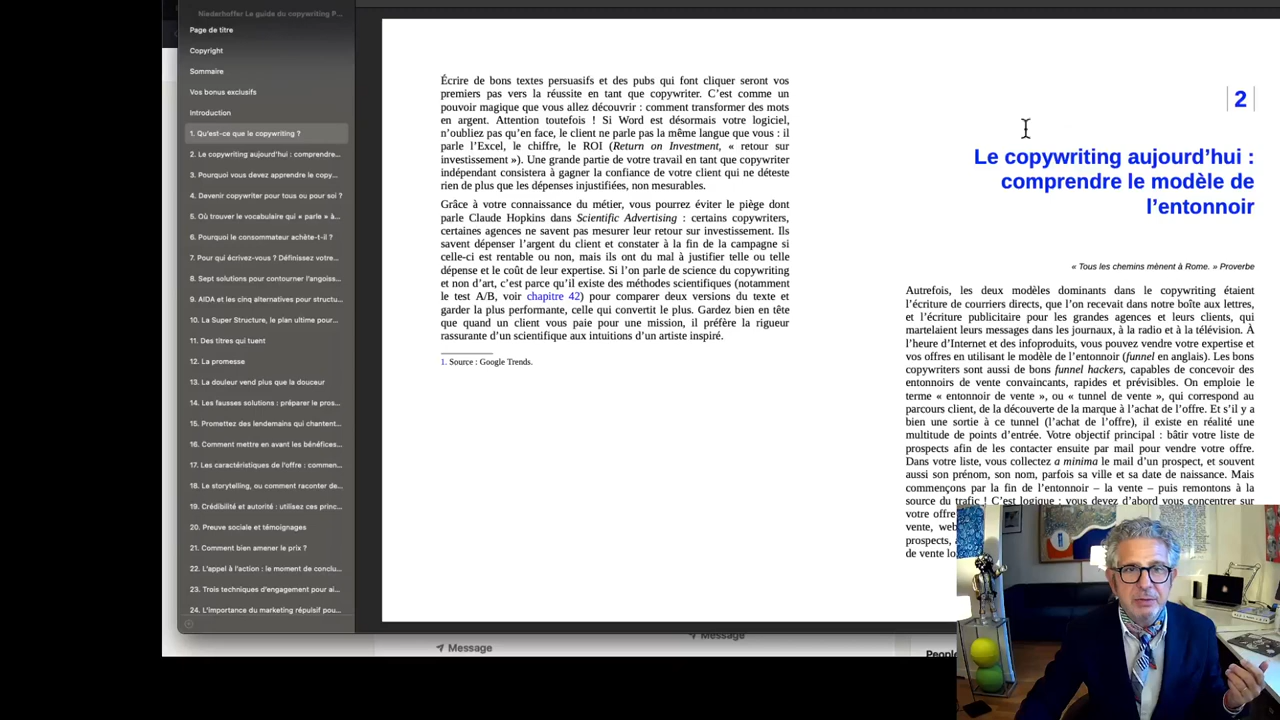 Niederhoffer Le guide du copywriting P...
Page de titre
Copyright
Sommaire
Vos bonus exclusifs
Introduction
1. Qu'est-ce que le copywriting ?
2. Le copywriting aujourd'hui : comprendre...
3. Pourquoi vous devez apprendre le copy...
4. Devenir copywriter pour tous ou pour soi ?
5. Où trouver le vocabulaire qui « parle » à...
6. Pourquoi le consommateur achète-t-il ?
7. Pour qui écrivez-vous ? Définissez votre...
8. Sept solutions pour contourner l'angoiss...
9. AIDA et les cinq alternatives pour structu...
10. La Super Structure, le plan ultime pour...
11. Des titres qui tuent
12. La promesse
13. La douleur vend plus que la douceur
14. Les fausses solutions : préparer le pros...
15. Promettez des lendemains qui chantent...
16. Comment mettre en avant les bénéfices...
17. Les caractéristiques de l'offre : commen...
18. Le storytelling, ou comment raconter de...
19. Crédibilité et autorité : utilisez ces princ...
20. Preuve sociale et témoignages
21. Comment bien amener le prix ?
22. L'appel à l'action : le moment de conclu...
23. Trois techniques d'engagement pour ai...
24. L'importance du marketing répulsif pou...
Écrire de bons textes persuasifs et des pubs qui font cliquer seront vos
premiers pas vers la réussite en tant que copywriter. C'est comme un
pouvoir magique que vous allez découvrir : comment transformer des mots
en argent. Attention toutefois ! Si Word est désormais votre logiciel,
n'oubliez pas qu'en face, le client ne parle pas la même langue que vous : il
parle l'Excel, le chiffre, le ROI (Return on Investment, « retour sur
investissement »). Une grande partie de votre travail en tant que copywriter
indépendant consistera à gagner la confiance de votre client qui ne déteste
rien de plus que les dépenses injustifiées, non mesurables.
Grâce à votre connaissance du métier, vous pourrez éviter le piège dont
parle Claude Hopkins dans Scientific Advertising : certains copywriters,
certaines agences ne savent pas mesurer leur retour sur investissement. Ils
savent dépenser l'argent du client et constater à la fin de la campagne si
celle-ci est rentable ou non, mais ils ont du mal à justifier telle ou telle
dépense et le coût de leur expertise. Si l'on parle de science du copywriting
et non d'art, c'est parce qu'il existe des méthodes scientifiques (notamment
le test A/B, voir chapitre 42) pour comparer deux versions du texte et
garder la plus performante, celle qui convertit le plus. Gardez bien en tête
que quand un client vous paie pour une mission, il préfère la rigueur
rassurante d'un scientifique aux intuitions d'un artiste inspiré.
1. Source : Google Trends.
2
Le copywriting aujourd'hui :
comprendre le modèle de
l'entonnoir
« Tous les chemins mènent à Rome. » Proverbe
Autrefois, les deux modèles dominants dans le copywriting étaient
l'écriture de courriers directs, que l'on recevait dans notre boîte aux lettres,
et l'écriture publicitaire pour les grandes agences et leurs clients, qui
martelaient leurs messages dans les journaux, à la radio et à la télévision. À
l'heure d'Internet et des infoproduits, vous pouvez vendre votre expertise et
vos offres en utilisant le modèle de l'entonnoir (funnel en anglais). Les bons
copywriters sont aussi de bons funnel hackers, capables de concevoir des
entonnoirs de vente convaincants, rapides et prévisibles. On emploie le
terme « entonnoir de vente », ou « tunnel de vente », qui correspond au
parcours client, de la découverte de la marque à l'achat de l'offre. Et s'il y a
bien une sortie à ce tunnel (l'achat de l'offre), il existe en réalité une
multitude de points d'entrée. Votre objectif principal : bâtir votre liste de
prospects afin de les contacter ensuite par mail pour vendre votre offre.
Dans votre liste, vous collectez a minima le mail d'un prospect, et souvent
aussi son prénom, son nom, parfois sa ville et sa date de naissance. Mais
commençons par la fin de l'entonnoir – la vente – puis remontons à la
source du trafic ! C'est logique : vous devez d'abord vous concentrer sur
votre offre
vente, web
prospects,
de vente lo
Message
Message
People